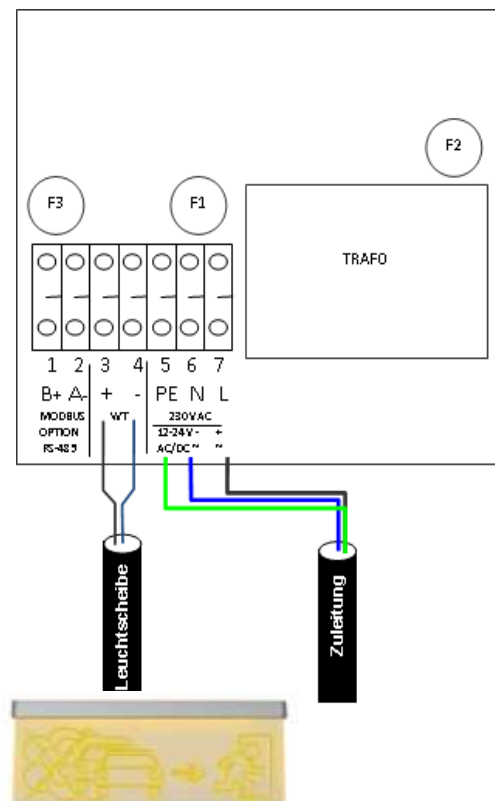 F2
F3 F1
TRAFO
1 2 3 4 5 6 7
B+ A- + - PE N L
MODBUS WT 230VAC
OPTION 12-24V - +
RS-485 AC/DC ~ ~
Leuchtscheibe
Zuleitung